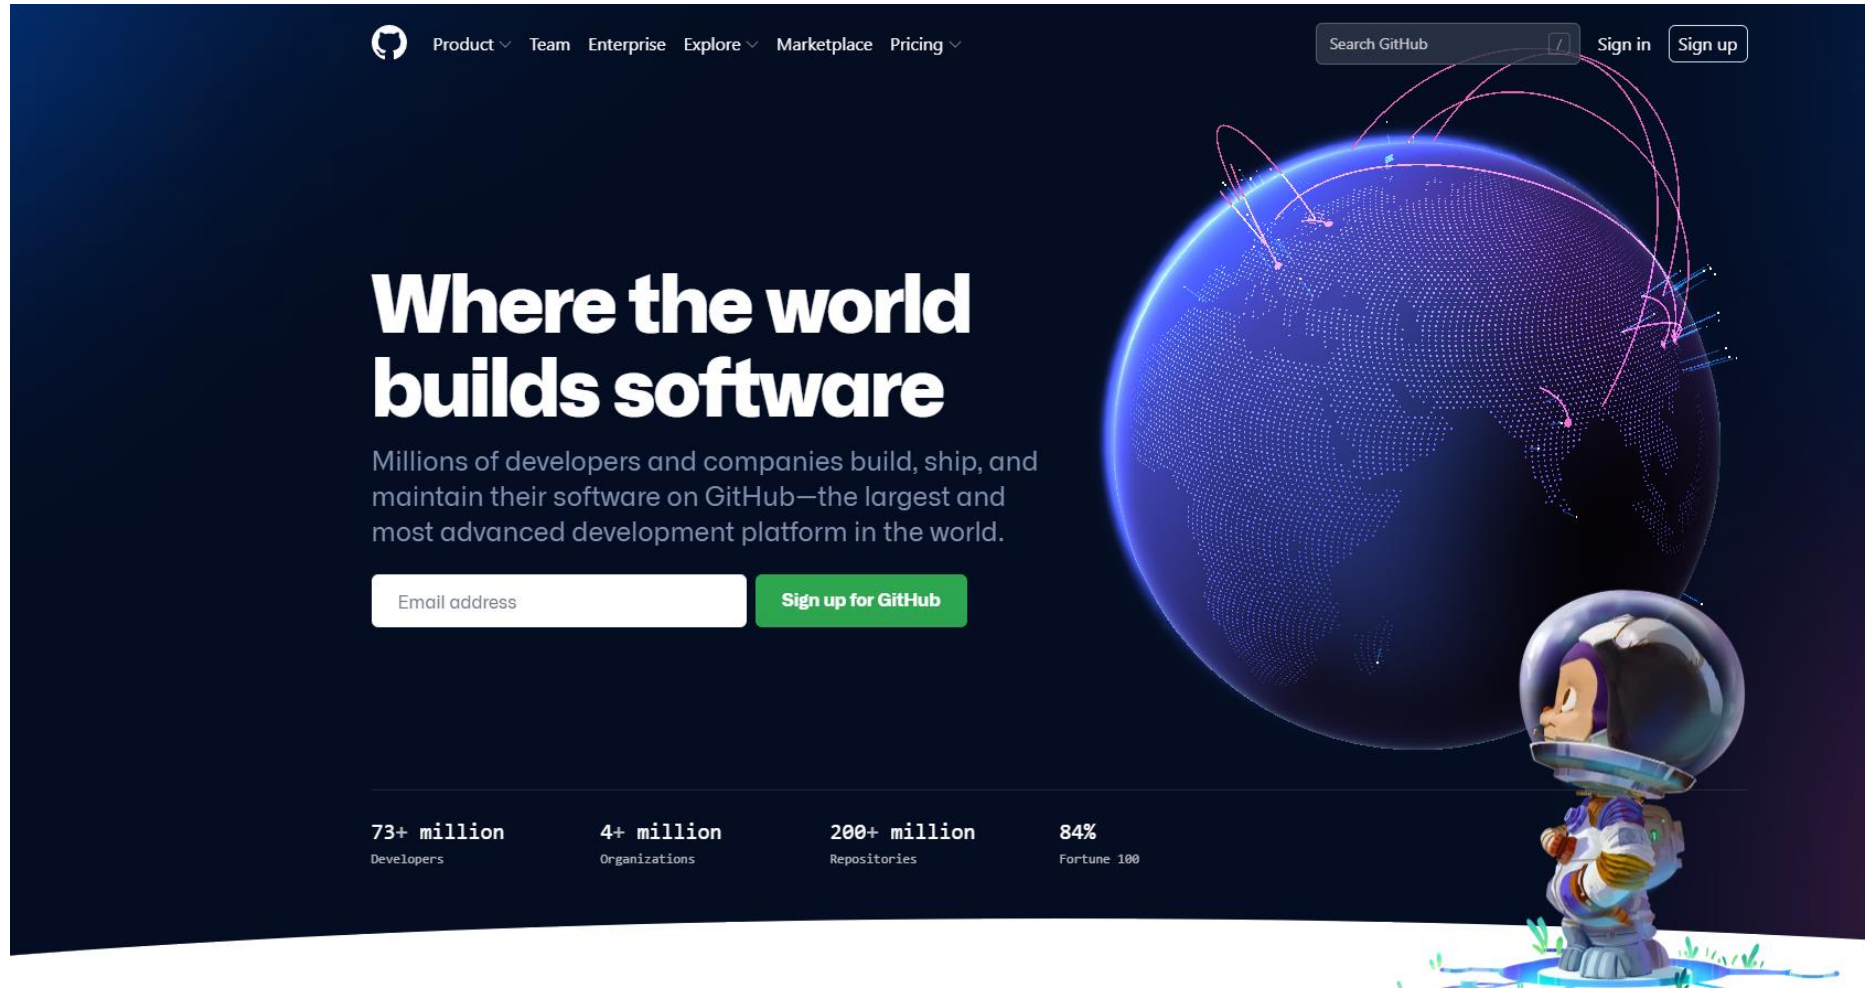 Product Team Enterprise Explore Marketplace Pricing
Search GitHub / Sign in Sign up
Where the world
builds software
Millions of developers and companies build, ship, and
maintain their software on GitHub—the largest and
most advanced development platform in the world.
Email address
Sign up for GitHub
73+ million
Developers
4+ million
Organizations
200+ million
Repositories
84%
Fortune 100